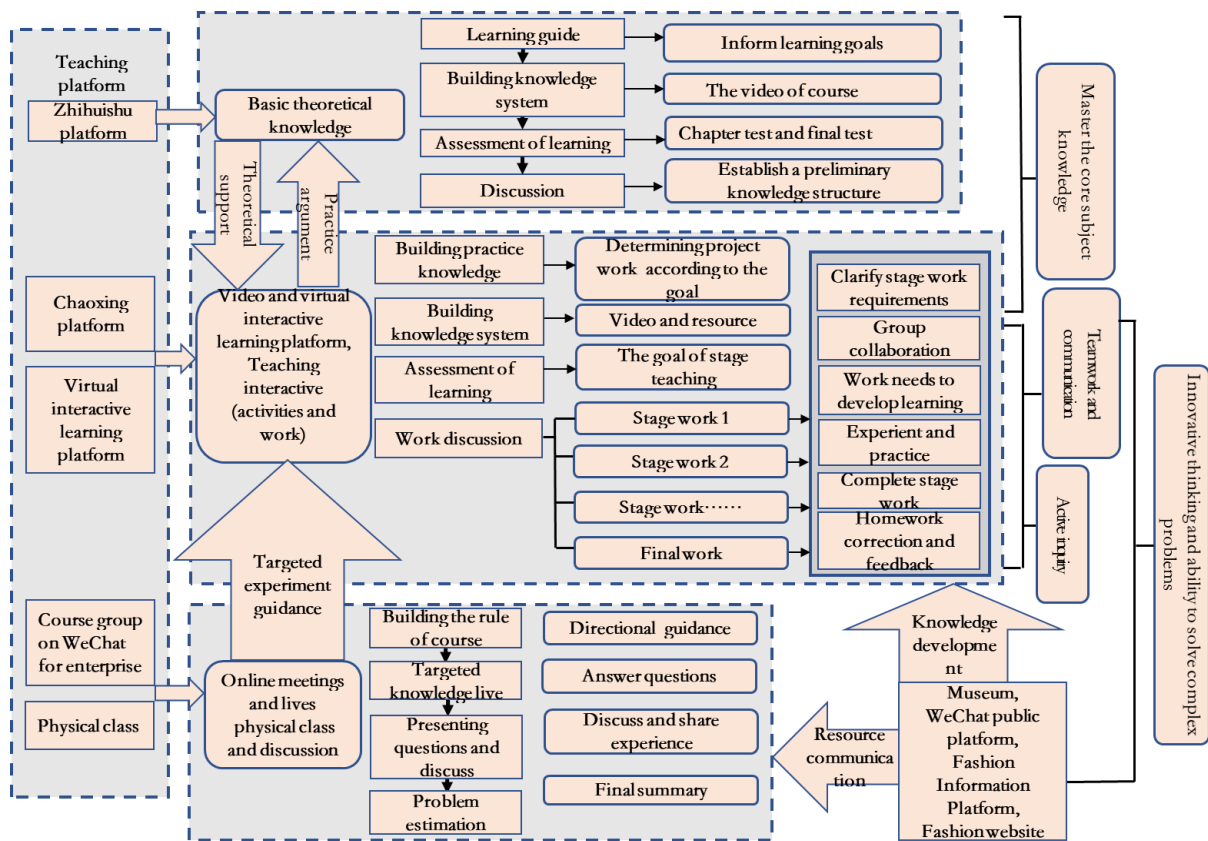 Teaching
platform
Zhihuishu
platform
Chaoxing
platform
Virtual
interactive
learning
platform
Course group
on WeChat
for enterprise
Physical class
Basic theoretical
knowledge
Learning guide
Building knowledge
system
Assessment of learning
Discussion
Inform learning goals
The video of course
Chapter test and final test
Establish a preliminary
knowledge structure
Theoretical
support
Practice
argument
Video and virtual
interactive
learning platform,
Teaching
interactive
(activities and
work)
Building practice
knowledge
Building
knowledge system
Assessment of
learning
Work discussion
Determining project
work according to the
goal
Video and resource
The goal of stage
teaching
Stage work 1
Stage work 2
Stage work……
Final work
Clarify stage work
requirements
Group
collaboration
Work needs to
develop learning
Experient and
practice
Complete stage
work
Homework
correction and
feedback
Targeted
experiment
guidance
Online meetings
and lives
physical class
and discussion
Building the rule
of course
Targeted
knowledge live
Presenting
questions and
discuss
Problem
estimation
Directional guidance
Answer questions
Discuss and share
experience
Final summary
Resource
communica
tion
Knowledge
developme
nt
Museum,
WeChat public
platform,
Fashion
Information
Platform,
Fashion website
Master the core subject
knowledge
Teamwork and
communication
Active inquiry
Innovative thinking and ability to solve complex
problems